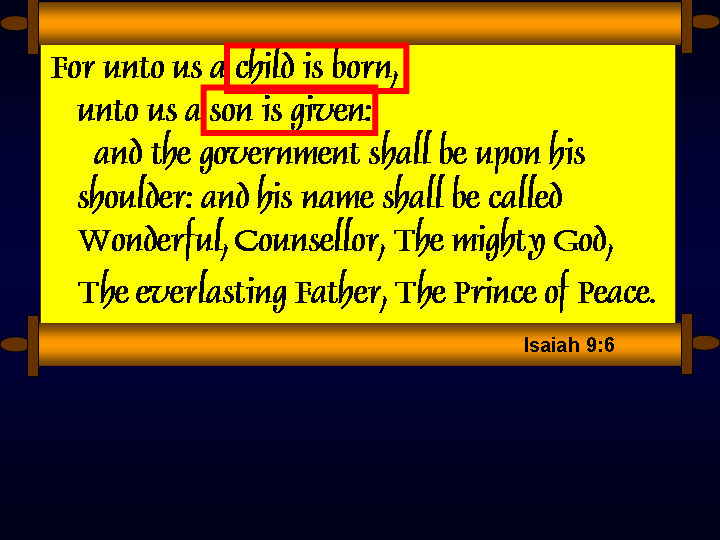 For unto us a child is born,
unto us a son is given:
and the government shall be upon his
shoulder: and his name shall be called
Wonderful, Counsellor, The mighty God,
The everlasting Father, The Prince of Peace.
Isaiah 9:6